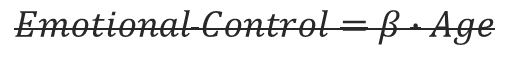 Emotional-Control = β · Age